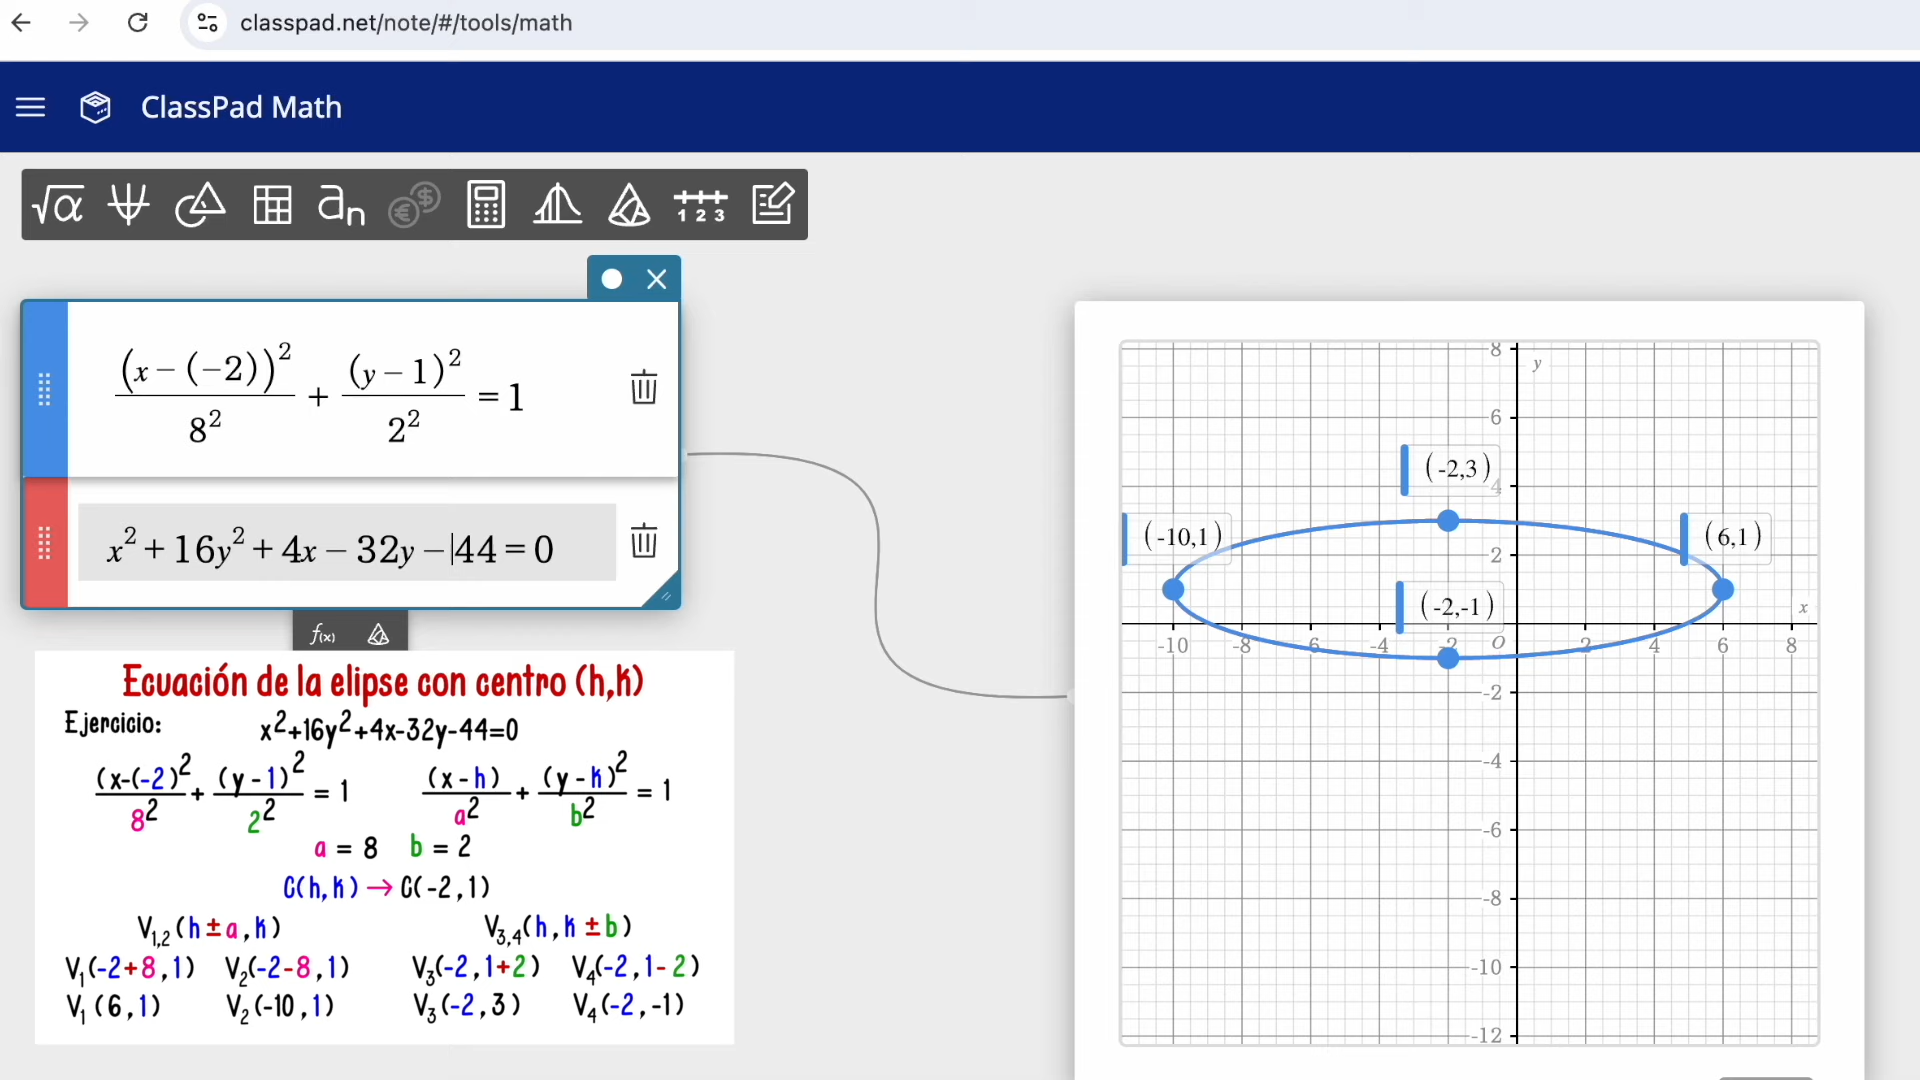 classpad.net/note/#/tools/math
ClassPad Math
√α aₙ € $ 1 2 3
(x−(−2))²/8² + (y−1)²/2² = 1
x²+16y²+4x−32y−44=0
f(x)
Ecuación de la elipse con centro (h,k)
Ejercicio: x²+16y²+4x-32y-44=0
(x-(-2)²/8² + (y-1)²/2² = 1 (x-h)/a² + (y-k)²/b² = 1
a = 8 b = 2
C(h,k) → C(-2,1)
V₁,₂(h±a,k) V₃,₄(h,k±b)
V₁(-2+8,1) V₂(-2-8,1) V₃(-2,1+2) V₄(-2,1-2)
V₁(6,1) V₂(-10,1) V₃(-2,3) V₄(-2,-1)
8
y
6
(-2,3)
4
(-10,1) (6,1)
2
(-2,-1)
x
-10 -8 -6 -4 -2 O 2 4 6 8
-2
-4
-6
-8
-10
-12